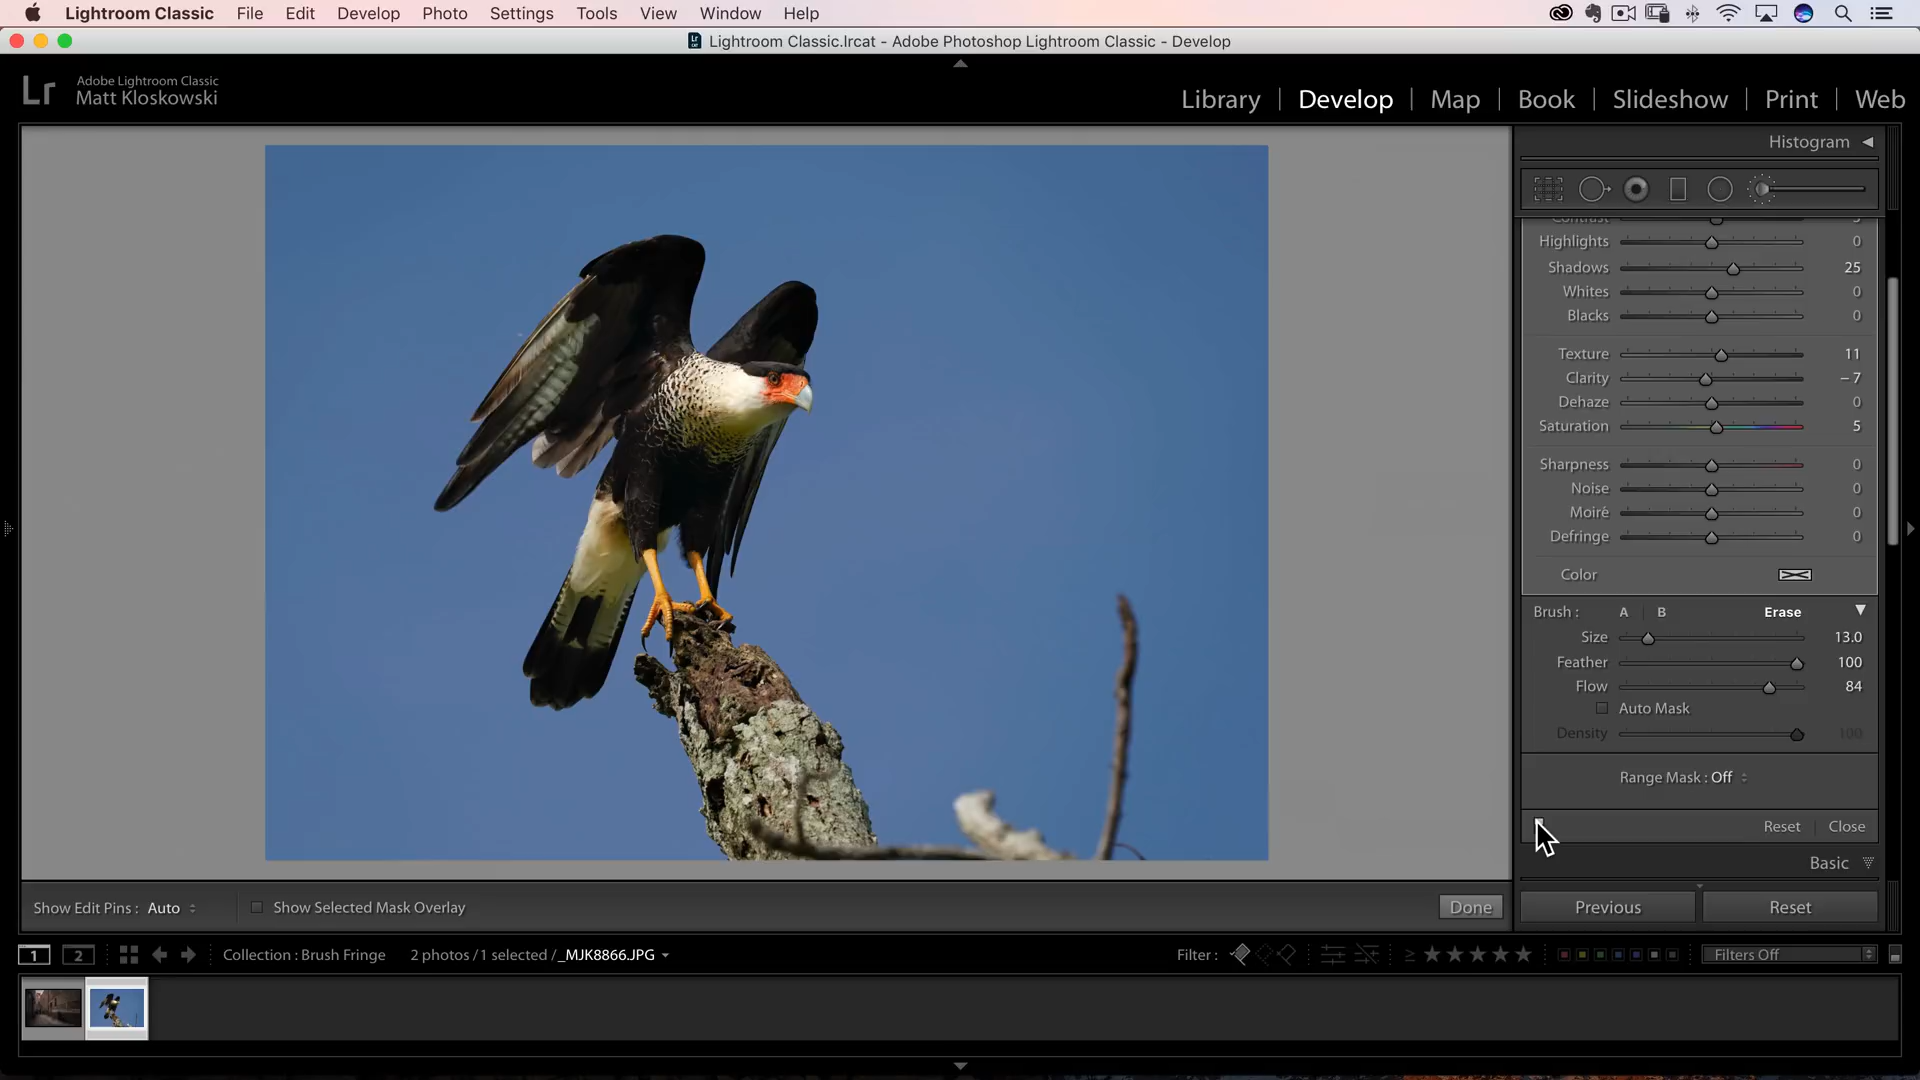 Lightroom Classic File Edit Develop Photo Settings Tools View Window Help
Lightroom Classic.lrcat - Adobe Photoshop Lightroom Classic - Develop
Lr Adobe Lightroom Classic
Matt Kloskowski
Library | Develop | Map | Book | Slideshow | Print | Web
Histogram
Contrast 5
Highlights 0
Shadows 25
Whites 0
Blacks 0
Texture 11
Clarity – 7
Dehaze 0
Saturation 5
Sharpness 0
Noise 0
Moiré 0
Defringe 0
Color
Brush : A B Erase
Size 13.0
Feather 100
Flow 84
Auto Mask
Density 100
Range Mask : Off
Reset Close
Basic
Show Edit Pins : Auto Show Selected Mask Overlay Done Previous Reset
1 2 Collection : Brush Fringe 2 photos / 1 selected / _MJK8866.JPG Filter : ≥ ★★★★★ Filters Off